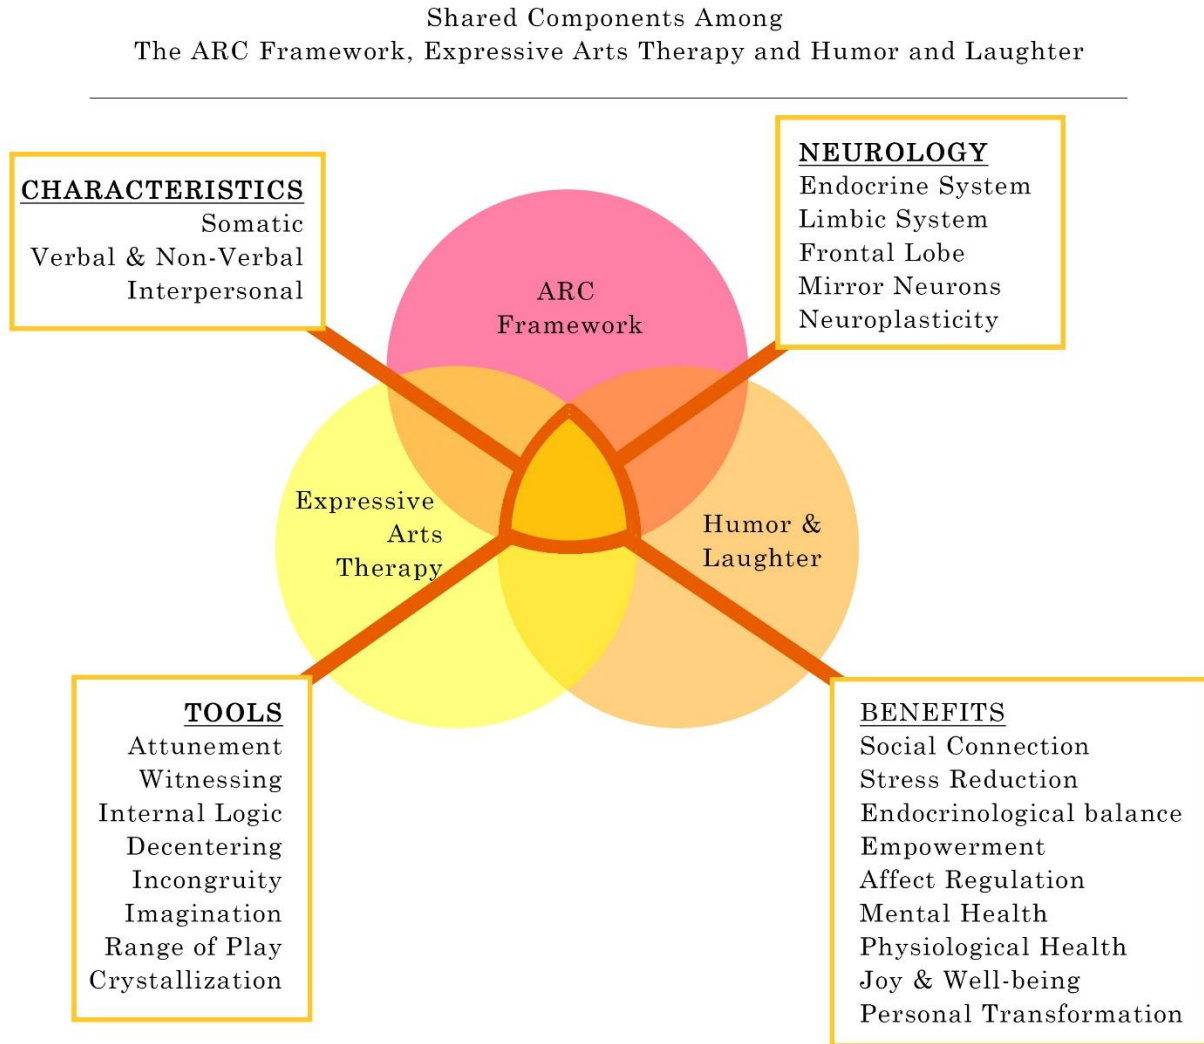 Shared Components Among
The ARC Framework, Expressive Arts Therapy and Humor and Laughter
CHARACTERISTICS
Somatic
Verbal & Non-Verbal
Interpersonal
NEUROLOGY
Endocrine System
Limbic System
Frontal Lobe
Mirror Neurons
Neuroplasticity
ARC
Framework
Expressive
Arts
Therapy
Humor &
Laughter
TOOLS
Attunement
Witnessing
Internal Logic
Decentering
Incongruity
Imagination
Range of Play
Crystallization
BENEFITS
Social Connection
Stress Reduction
Endocrinological balance
Empowerment
Affect Regulation
Mental Health
Physiological Health
Joy & Well-being
Personal Transformation